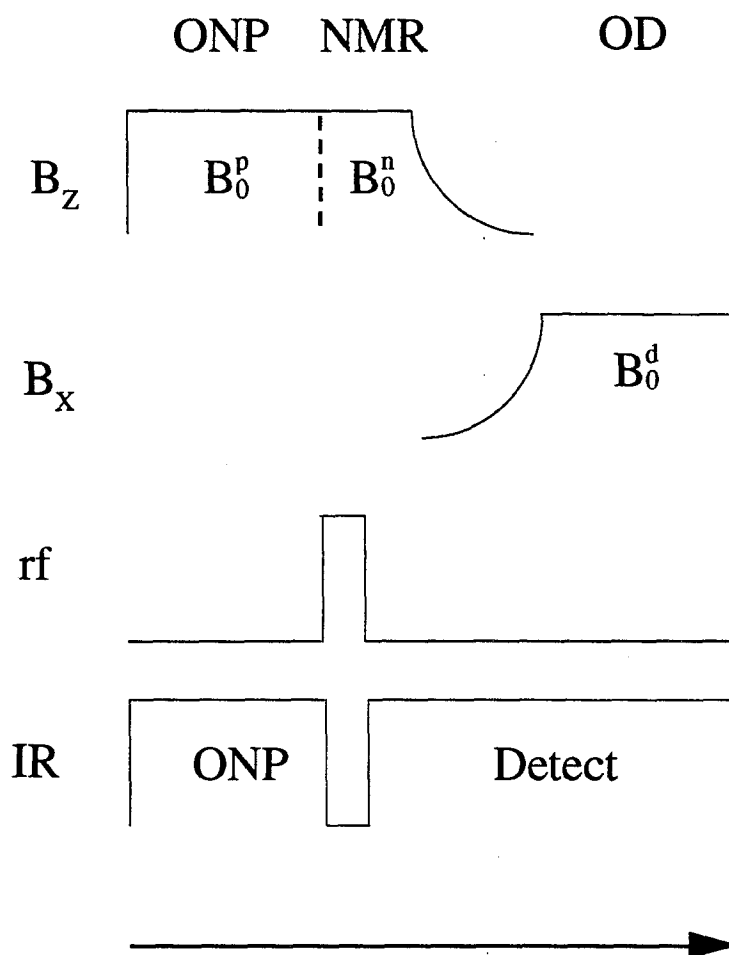 ONP NMR OD
B_z B_0^p B_0^n
B_x B_0^d
rf
IR ONP Detect